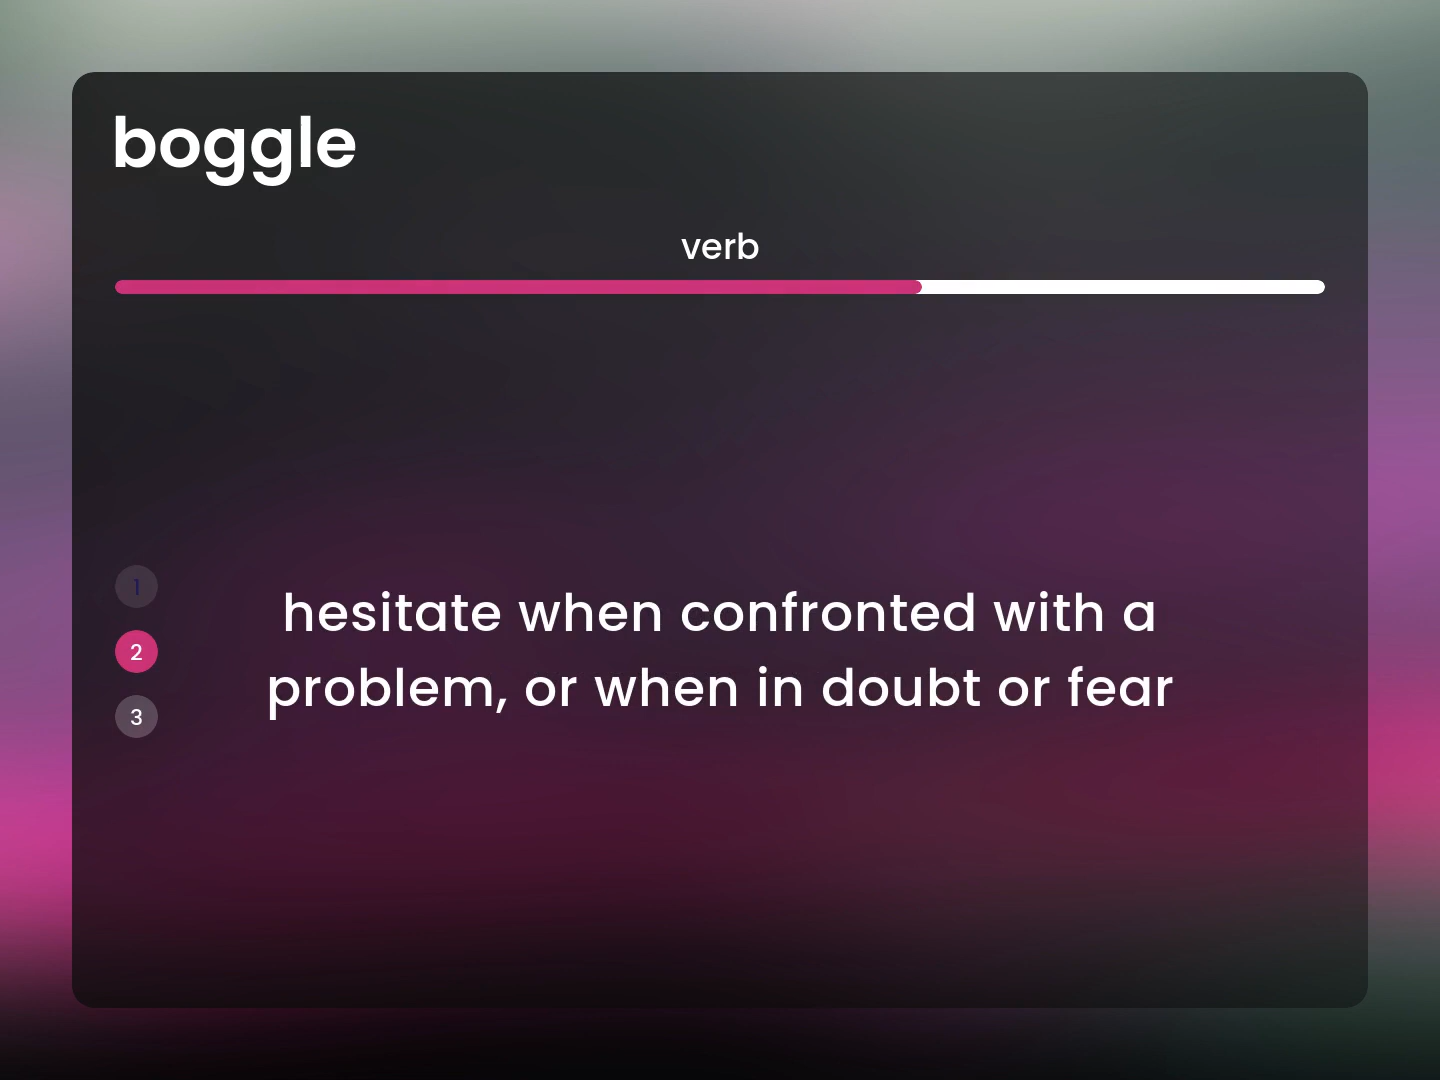 boggle
verb
1
2
3
hesitate when confronted with a
problem, or when in doubt or fear